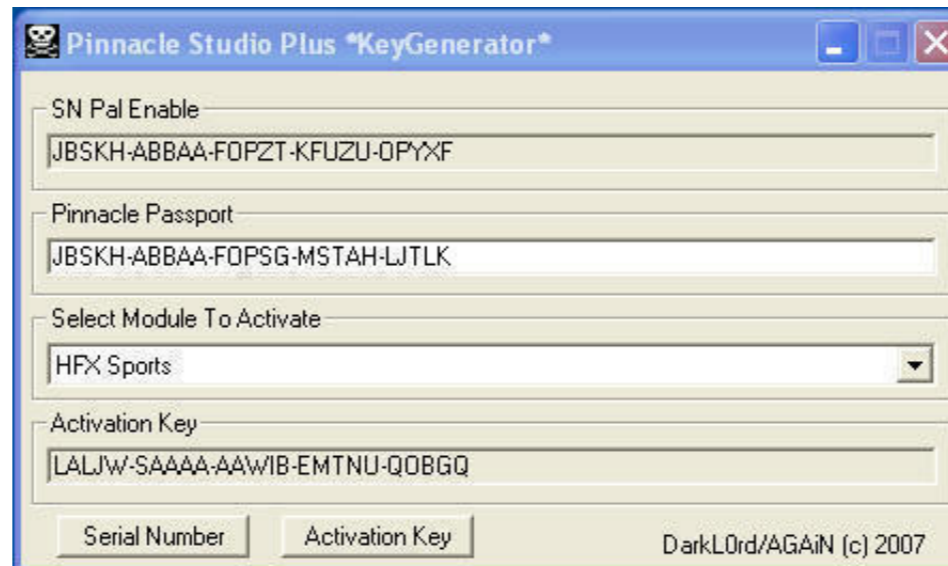 Pinnacle Studio Plus *KeyGenerator*
SN Pal Enable
JBSKH-ABBAA-FOPZT-KFUZU-OPYXF
Pinnacle Passport
JBSKH-ABBAA-FOPSG-MSTAH-LJTLK
Select Module To Activate
HFX Sports
Activation Key
LALJW-SAAAA-AAWIB-EMTNU-QOBGQ
Serial Number Activation Key DarkL0rd/AGAiN (c) 2007